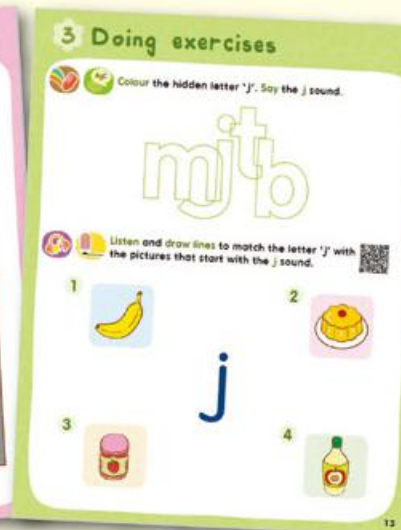 3 Doing exercises
Colour the hidden letter 'j'. Say the j sound.
mjtb
Listen and draw lines to match the letter 'j' with
the pictures that start with the j sound.
1
2
j
3
4
13